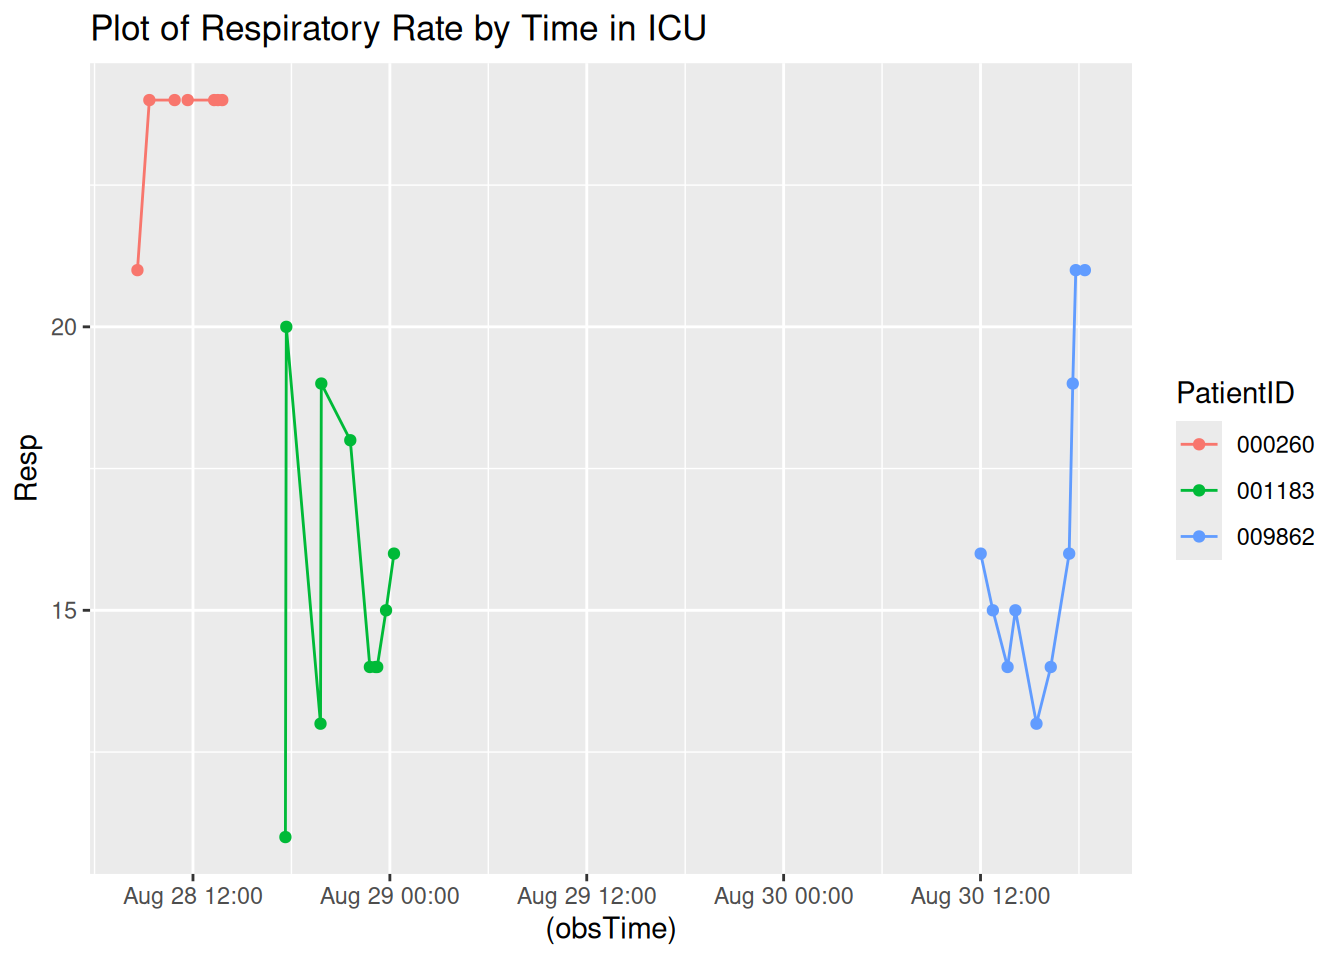 Plot of Respiratory Rate by Time in ICU
20
15
Resp
Aug 28 12:00 Aug 29 00:00 Aug 29 12:00 Aug 30 00:00 Aug 30 12:00
(obsTime)
PatientID
000260
001183
009862